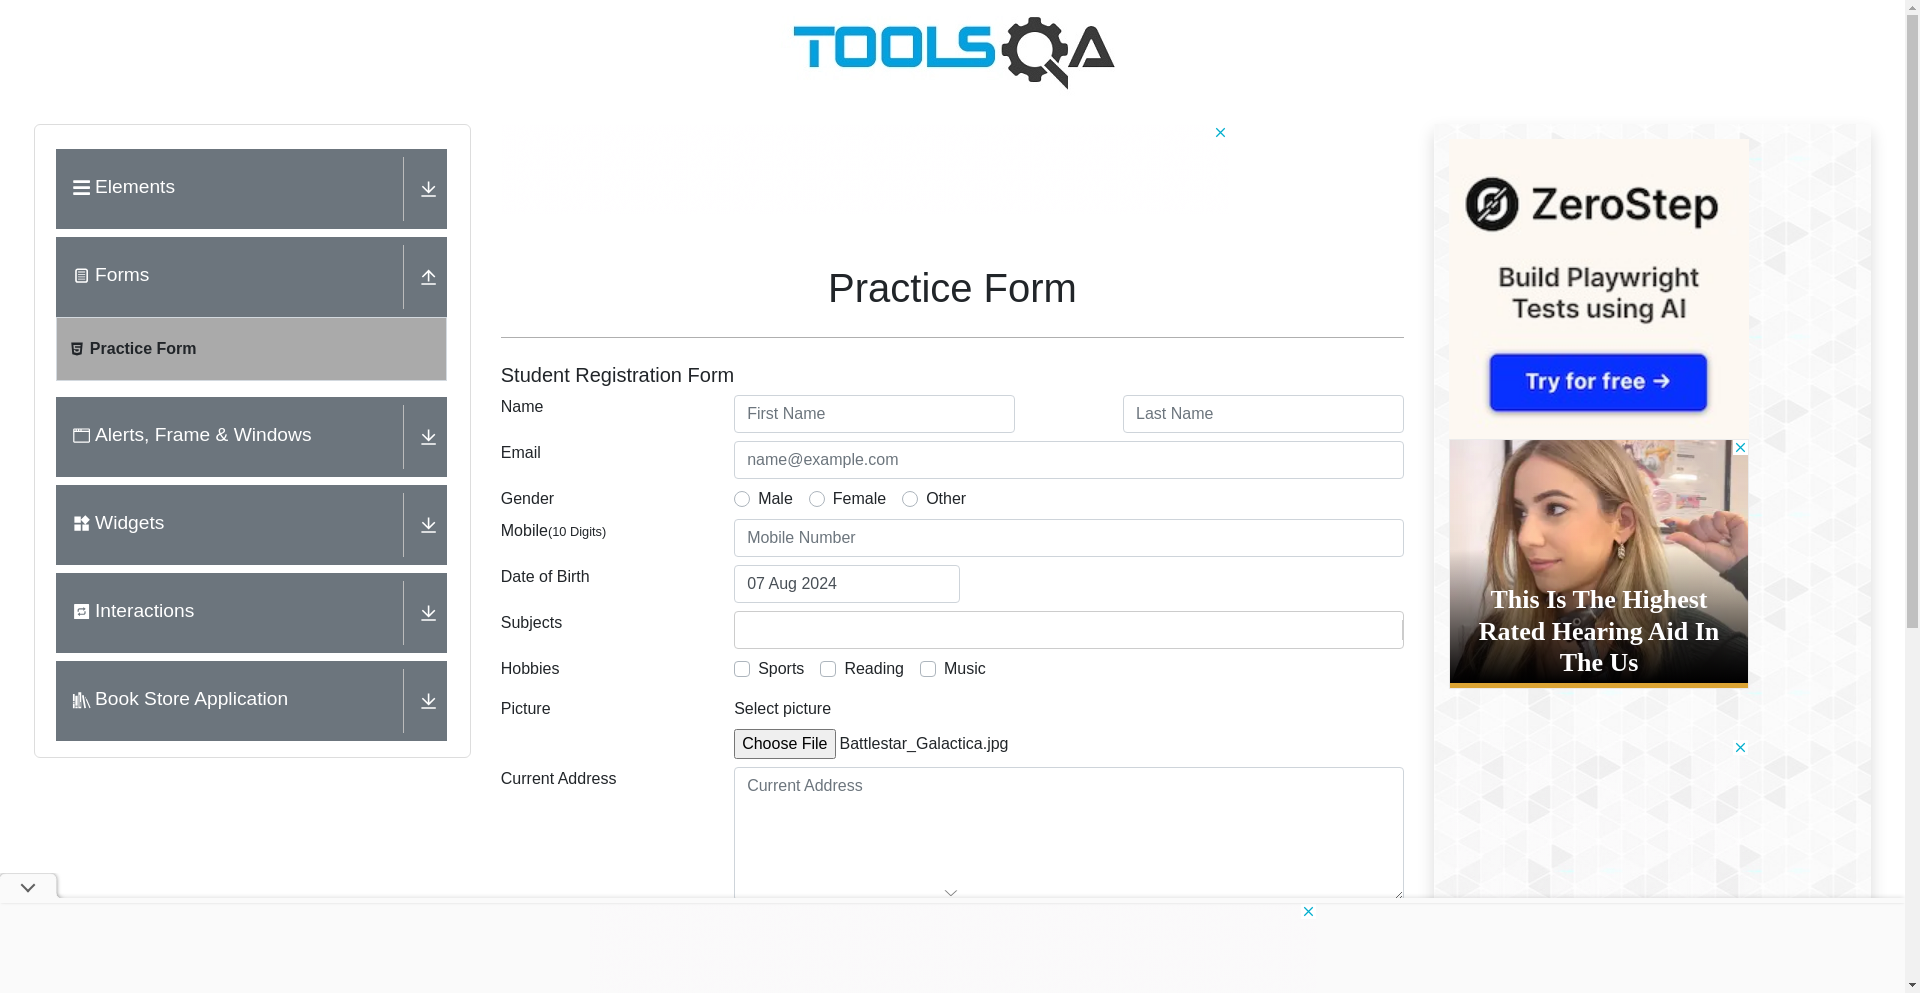 TOOLSQA
Elements
Forms
Practice Form
Alerts, Frame & Windows
Widgets
Interactions
Book Store Application
Practice Form
Student Registration Form
Name
First Name
Last Name
Email
name@example.com
Gender
Male
Female
Other
Mobile(10 Digits)
Mobile Number
Date of Birth
07 Aug 2024
Subjects
Hobbies
Sports
Reading
Music
Picture
Select picture
Choose File Battlestar_Galactica.jpg
Current Address
Current Address
ZeroStep
Build Playwright
Tests using AI
Try for free →
This Is The Highest
Rated Hearing Aid In
The Us